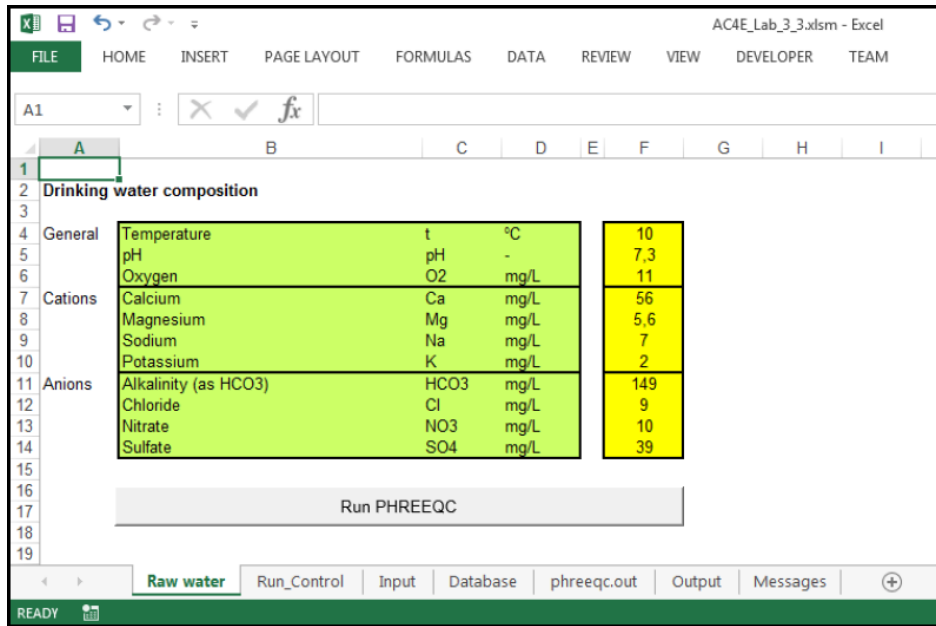 AC4E_Lab_3_3.xlsm - Excel
FILE HOME INSERT PAGE LAYOUT FORMULAS DATA REVIEW VIEW DEVELOPER TEAM
A1 fx
A B C D E F G H I
1
2 Drinking water composition
3
4 General Temperature t ºC 10
5 pH pH - 7,3
6 Oxygen O2 mg/L 11
7 Cations Calcium Ca mg/L 56
8 Magnesium Mg mg/L 5,6
9 Sodium Na mg/L 7
10 Potassium K mg/L 2
11 Anions Alkalinity (as HCO3) HCO3 mg/L 149
12 Chloride Cl mg/L 9
13 Nitrate NO3 mg/L 10
14 Sulfate SO4 mg/L 39
15
16
17 Run PHREEQC
18
19
Raw water Run_Control Input Database phreeqc.out Output Messages
READY